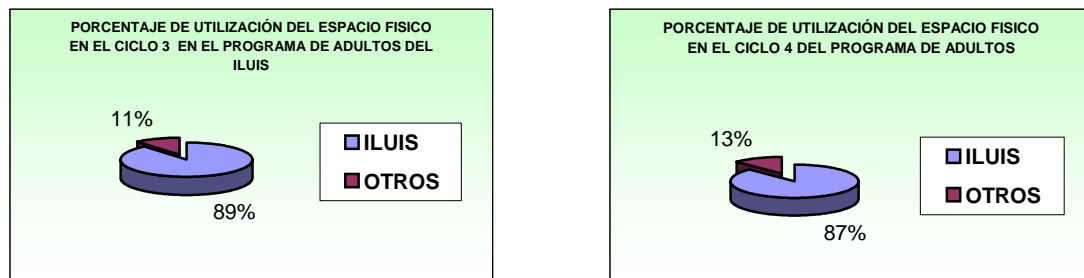 PORCENTAJE DE UTILIZACIÓN DEL ESPACIO FISICO
EN EL CICLO 3 EN EL PROGRAMA DE ADULTOS DEL
ILUIS
11%
89%
ILUIS
OTROS
PORCENTAJE DE UTILIZACIÓN DEL ESPACIO FISICO
EN EL CICLO 4 DEL PROGRAMA DE ADULTOS
13%
87%
ILUIS
OTROS